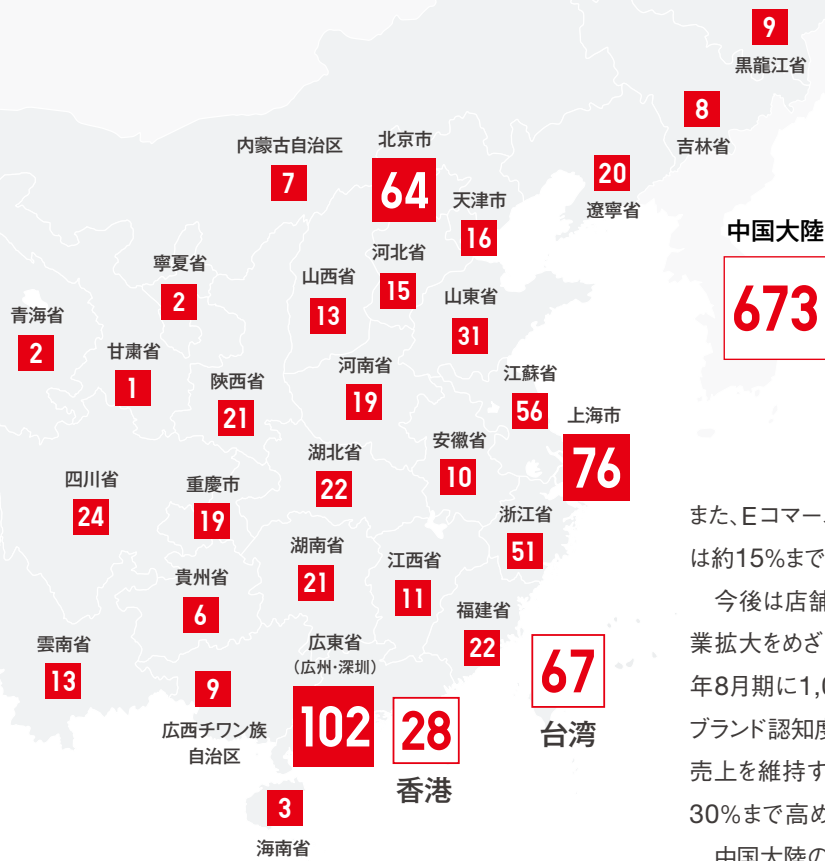 9
黒龍江省
8
吉林省
内蒙古自治区
7
北京市
64
20
遼寧省
天津市
16
中国大陸
673
河北省
15
寧夏省
2
山西省
13
山東省
31
青海省
2
甘粛省
1
陝西省
21
河南省
19
江蘇省
56
上海市
76
安徽省
10
湖北省
22
四川省
24
重慶市
19
浙江省
51
湖南省
21
江西省
11
貴州省
6
福建省
22
雲南省
13
9
広西チワン族
自治区
広東省
(広州・深圳)
102
28
香港
67
台湾
3
海南省
また、Eコマー
は約15%まで
今後は店舗
業拡大をめざ
年8月期に1,
ブランド認知度
売上を維持す
30%まで高め
中国大陸の